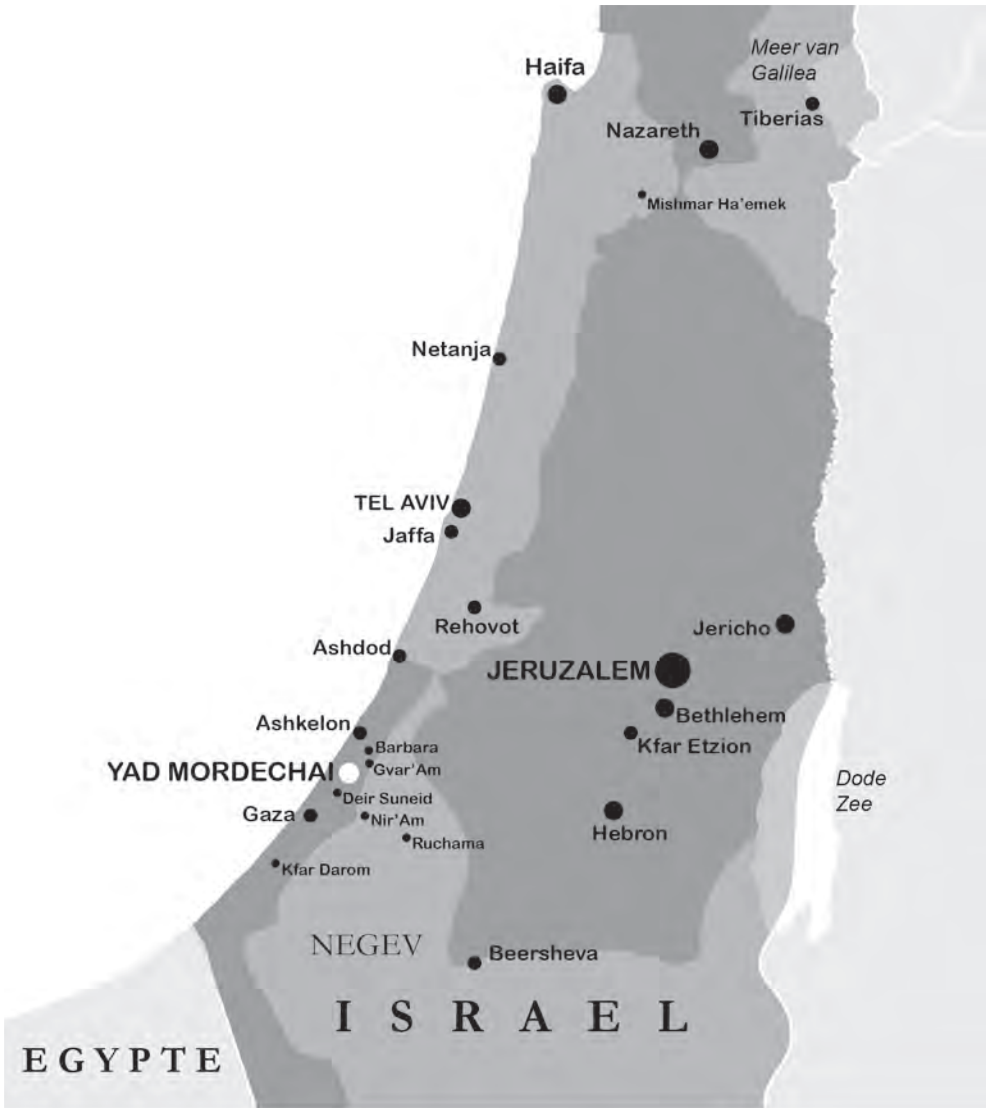 Meer van
Galilea
Haifa
Tiberias
Nazareth
Mishmar Ha'emek
Netanja
TEL AVIV
Jaffa
Rehovot
Jericho
Ashdod
JERUZALEM
Bethlehem
Ashkelon
Kfar Etzion
Barbara
Gvar'Am
YAD MORDECHAI
Dode
Zee
Deir Suneid
Gaza
Nir'Am
Hebron
Ruchama
Kfar Darom
NEGEV
Beersheva
ISRAEL
EGYPTE